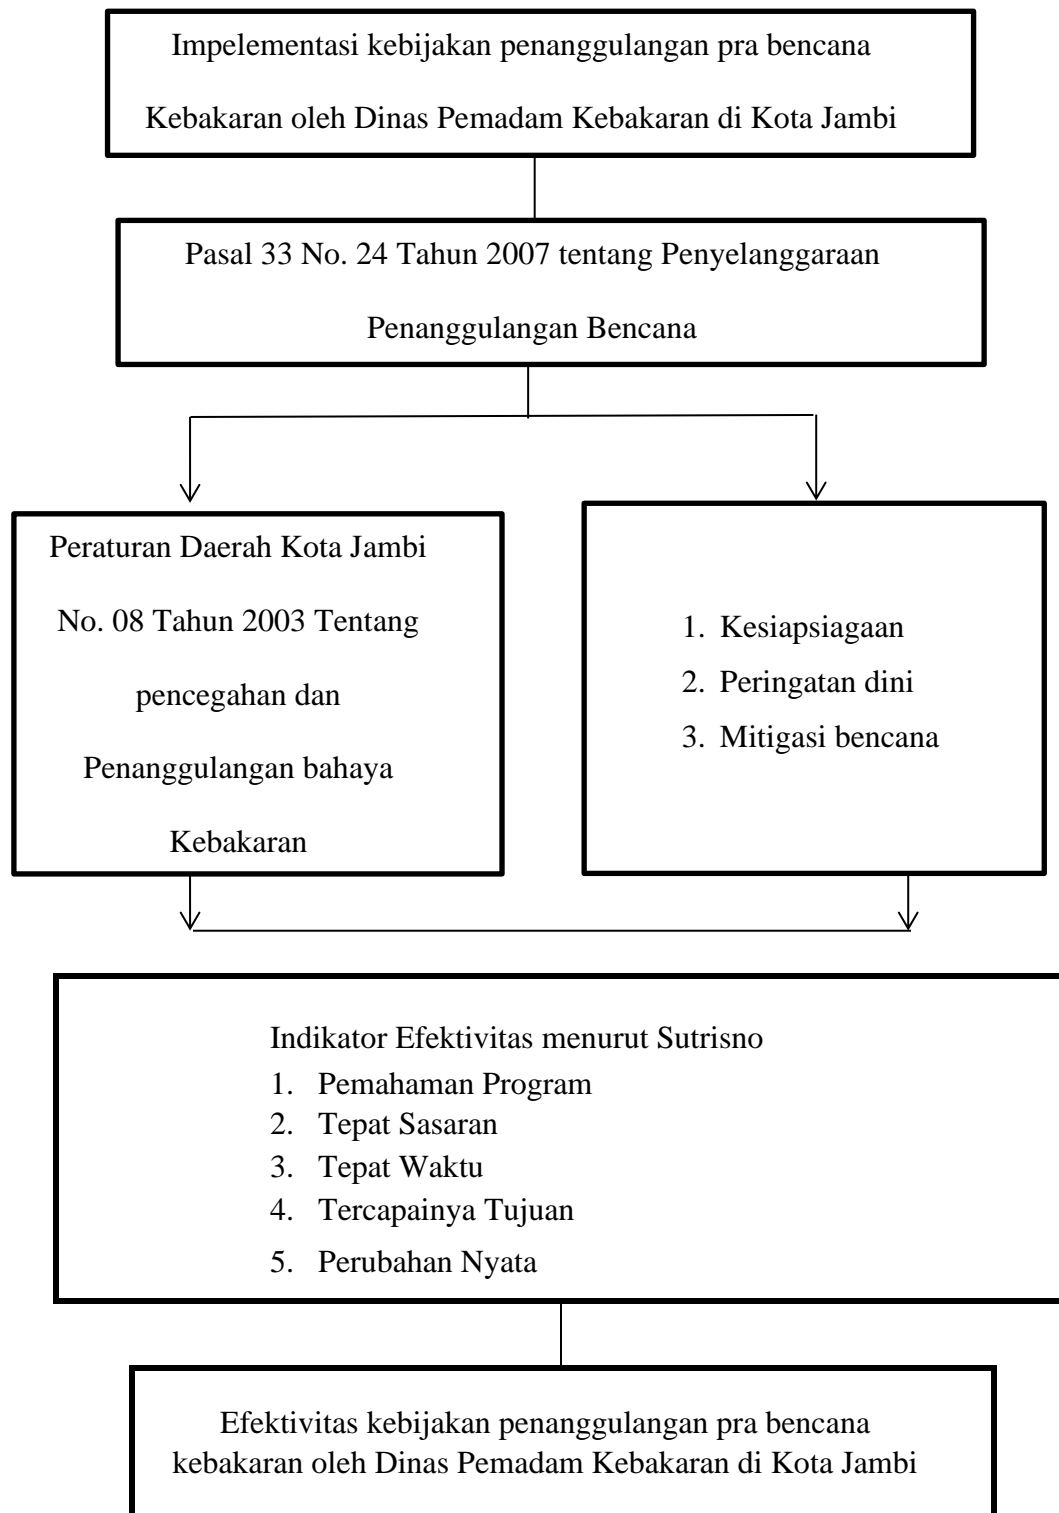 Impelementasi kebijakan penanggulangan pra bencana
Kebakaran oleh Dinas Pemadam Kebakaran di Kota Jambi
Pasal 33 No. 24 Tahun 2007 tentang Penyelanggaraan
Penanggulangan Bencana
Peraturan Daerah Kota Jambi
No. 08 Tahun 2003 Tentang
pencegahan dan
Penanggulangan bahaya
Kebakaran
1. Kesiapsiagaan
2. Peringatan dini
3. Mitigasi bencana
Indikator Efektivitas menurut Sutrisno
1. Pemahaman Program
2. Tepat Sasaran
3. Tepat Waktu
4. Tercapainya Tujuan
5. Perubahan Nyata
Efektivitas kebijakan penanggulangan pra bencana
kebakaran oleh Dinas Pemadam Kebakaran di Kota Jambi